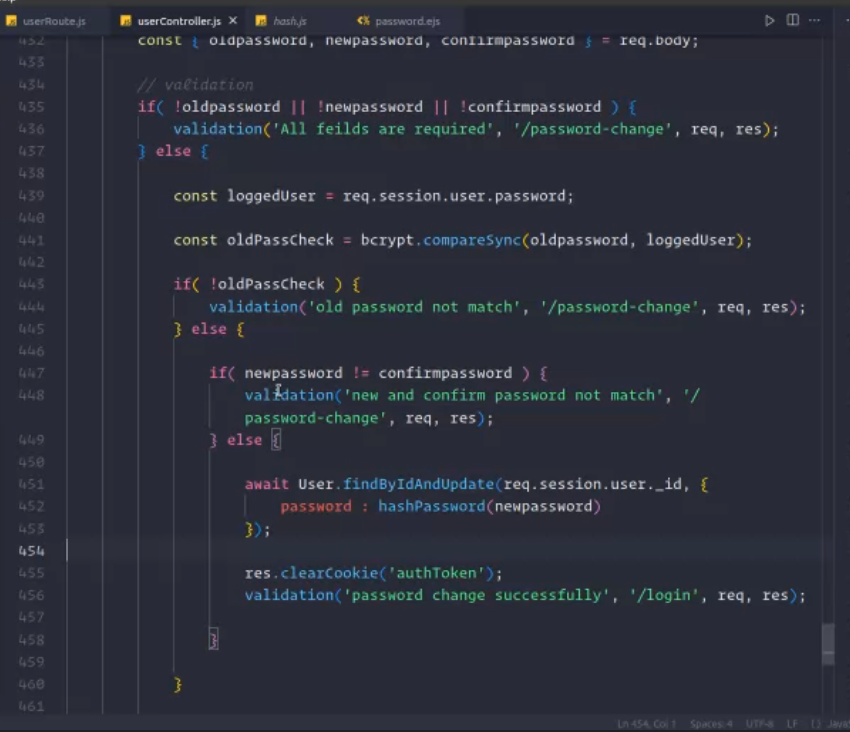 elp
userRoute.js userController.js × hash.js <% password.ejs ...
432 const { oldpassword, newpassword, confirmpassword } = req.body;
433
434 // validation
435 if( !oldpassword || !newpassword || !confirmpassword ) {
436 validation('All feilds are required', '/password-change', req, res);
437 } else {
438
439 const loggedUser = req.session.user.password;
440
441 const oldPassCheck = bcrypt.compareSync(oldpassword, loggedUser);
442
443 if( !oldPassCheck ) {
444 validation('old password not match', '/password-change', req, res);
445 } else {
446
447 if( newpassword != confirmpassword ) {
448 validation('new and confirm password not match', '/
password-change', req, res);
449 } else {
450
451 await User.findByIdAndUpdate(req.session.user._id, {
452 password : hashPassword(newpassword)
453 });
454
455 res.clearCookie('authToken');
456 validation('password change successfully', '/login', req, res);
457
458 }
459
460 }
461
Ln 454, Col 1 Spaces: 4 UTF-8 LF {} Java